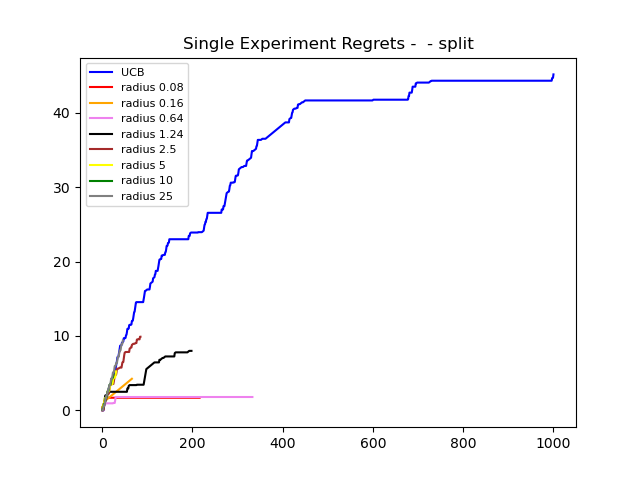 Single Experiment Regrets -  - split
UCB
radius 0.08
radius 0.16
radius 0.64
radius 1.24
radius 2.5
radius 5
radius 10
radius 25
40
30
20
10
0
0 200 400 600 800 1000